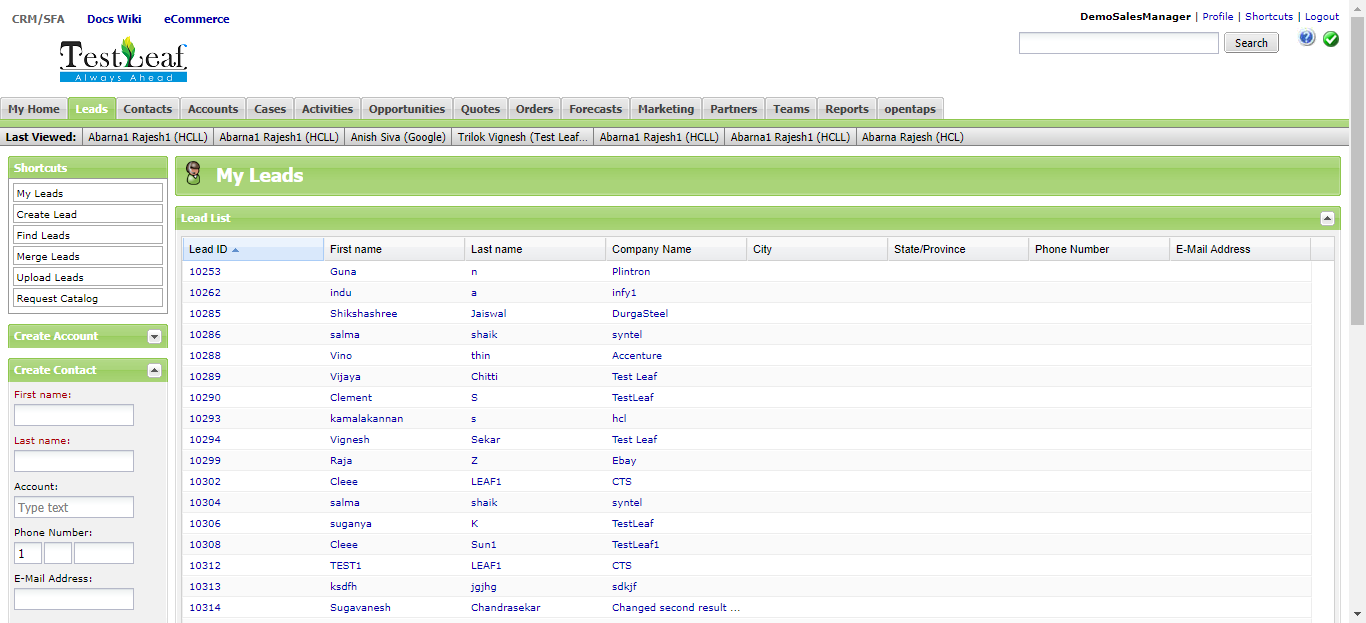 CRM/SFA Docs Wiki eCommerce
DemoSalesManager | Profile | Shortcuts | Logout
TestLeaf
Always Ahead
Search
My Home Leads Contacts Accounts Cases Activities Opportunities Quotes Orders Forecasts Marketing Partners Teams Reports opentaps
Last Viewed: Abarna1 Rajesh1 (HCLL) Abarna1 Rajesh1 (HCLL) Anish Siva (Google) Trilok Vignesh (Test Leaf... Abarna1 Rajesh1 (HCLL) Abarna1 Rajesh1 (HCLL) Abarna Rajesh (HCL)
Shortcuts
My Leads
Create Lead
Find Leads
Merge Leads
Upload Leads
Request Catalog
Create Account
Create Contact
First name:
Last name:
Account:
Type text
Phone Number:
1
E-Mail Address:
My Leads
Lead List
Lead ID First name Last name Company Name City State/Province Phone Number E-Mail Address
10253 Guna n Plintron
10262 indu a infy1
10285 Shikshashree Jaiswal DurgaSteel
10286 salma shaik syntel
10288 Vino thin Accenture
10289 Vijaya Chitti Test Leaf
10290 Clement S TestLeaf
10293 kamalakannan s hcl
10294 Vignesh Sekar Test Leaf
10299 Raja Z Ebay
10302 Cleee LEAF1 CTS
10304 salma shaik syntel
10306 suganya K TestLeaf
10308 Cleee Sun1 TestLeaf1
10312 TEST1 LEAF1 CTS
10313 ksdfh jgjhg sdkjf
10314 Sugavanesh Chandrasekar Changed second result ...